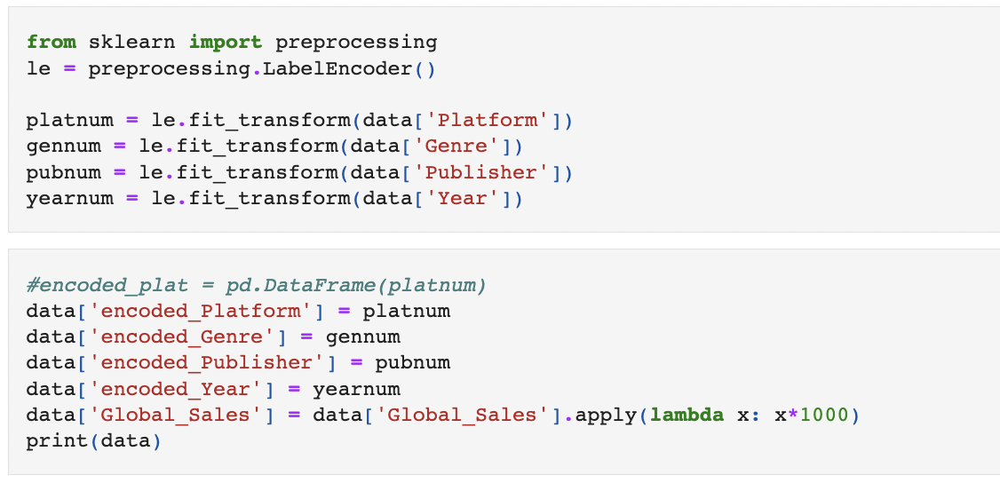 from sklearn import preprocessing
le = preprocessing.LabelEncoder()
platnum = le.fit_transform(data['Platform'])
gennum = le.fit_transform(data['Genre'])
pubnum = le.fit_transform(data['Publisher'])
yearnum = le.fit_transform(data['Year'])
#encoded_plat = pd.DataFrame(platnum)
data['encoded_Platform'] = platnum
data['encoded_Genre'] = gennum
data['encoded_Publisher'] = pubnum
data['encoded_Year'] = yearnum
data['Global_Sales'] = data['Global_Sales'].apply(lambda x: x*1000)
print(data)